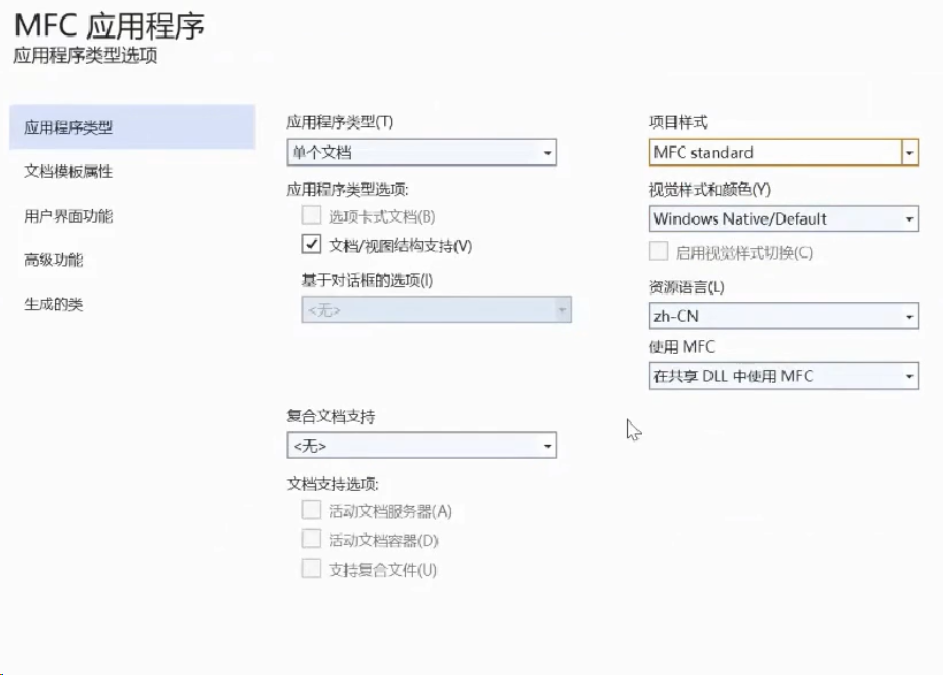 MFC 应用程序
应用程序类型选项
应用程序类型
文档模板属性
用户界面功能
高级功能
生成的类
应用程序类型(T)
单个文档
应用程序类型选项:
选项卡式文档(B)
文档/视图结构支持(V)
基于对话框的选项(I)
<无>
复合文档支持
<无>
文档支持选项:
活动文档服务器(A)
活动文档容器(D)
支持复合文件(U)
项目样式
MFC standard
视觉样式和颜色(Y)
Windows Native/Default
启用视觉样式切换(C)
资源语言(L)
zh-CN
使用 MFC
在共享 DLL 中使用 MFC